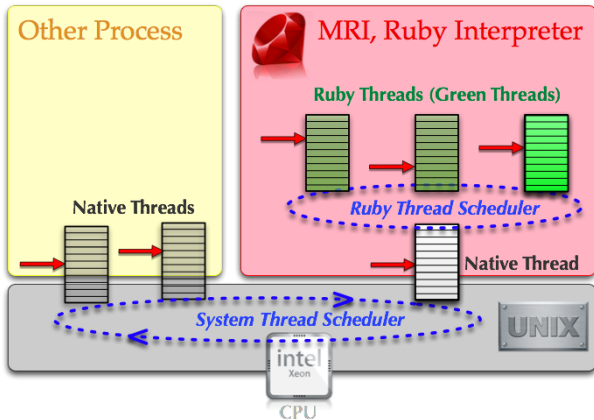 Other Process
MRI, Ruby Interpreter
Ruby Threads (Green Threads)
Ruby Thread Scheduler
Native Threads
Native Thread
System Thread Scheduler
UNIX
intel
Xeon
CPU